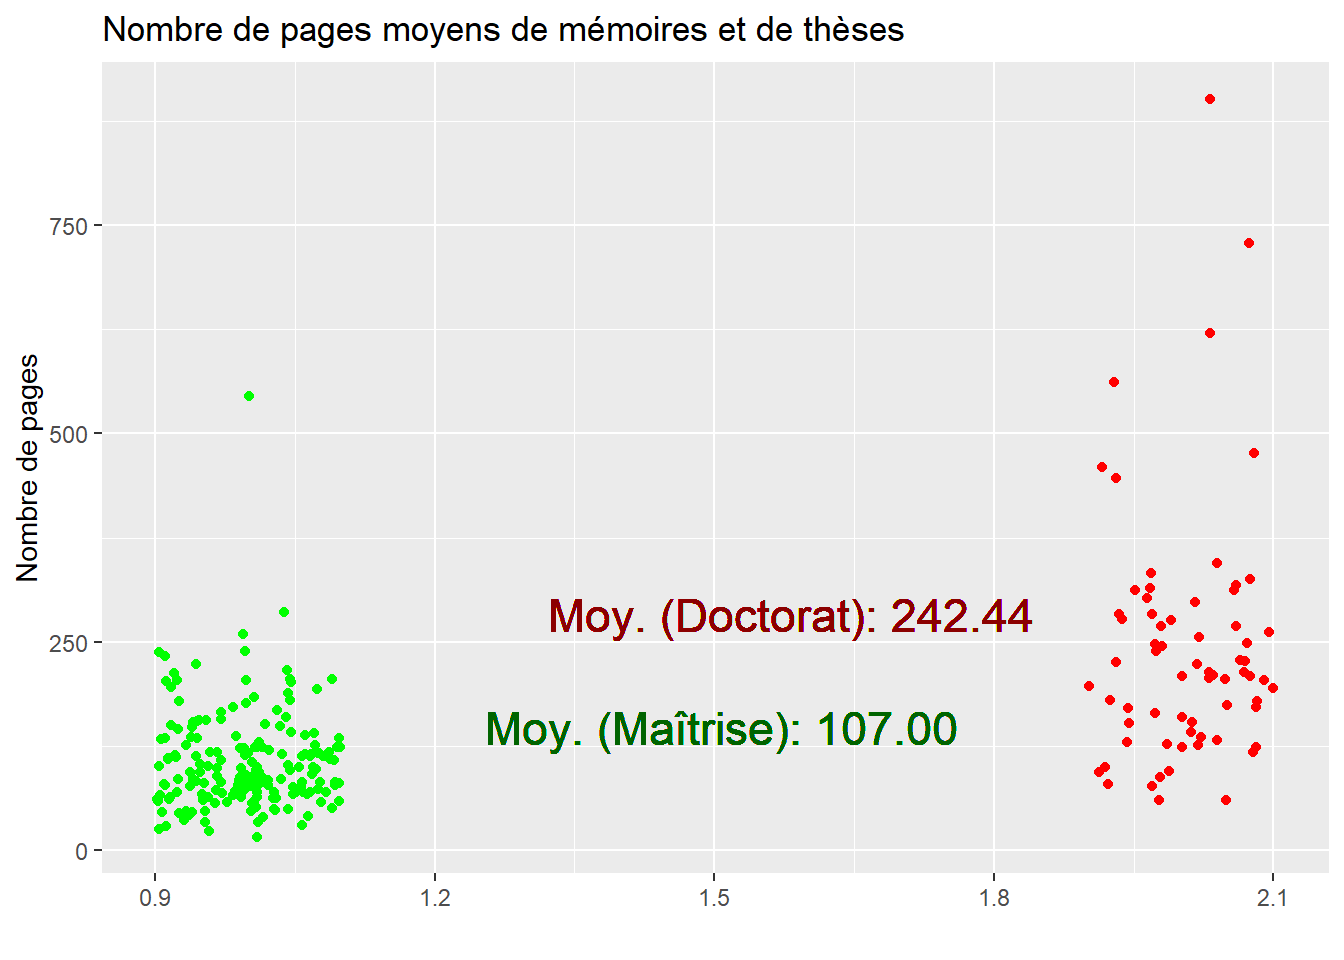 Nombre de pages moyens de mémoires et de thèses
Nombre de pages
750
500
250
0
Moy. (Doctorat): 242.44
Moy. (Maîtrise): 107.00
0.9 1.2 1.5 1.8 2.1